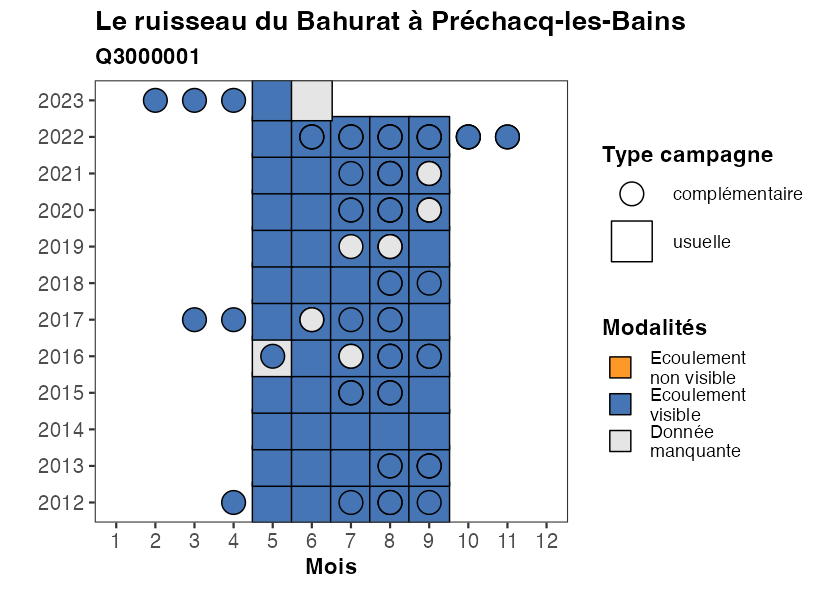 Le ruisseau du Bahurat à Préchacq-les-Bains
Q3000001
2023
2022
2021
2020
2019
2018
2017
2016
2015
2014
2013
2012
1 2 3 4 5 6 7 8 9 10 11 12
Mois
Type campagne
complémentaire
usuelle
Modalités
Ecoulement
non visible
Ecoulement
visible
Donnée
manquante